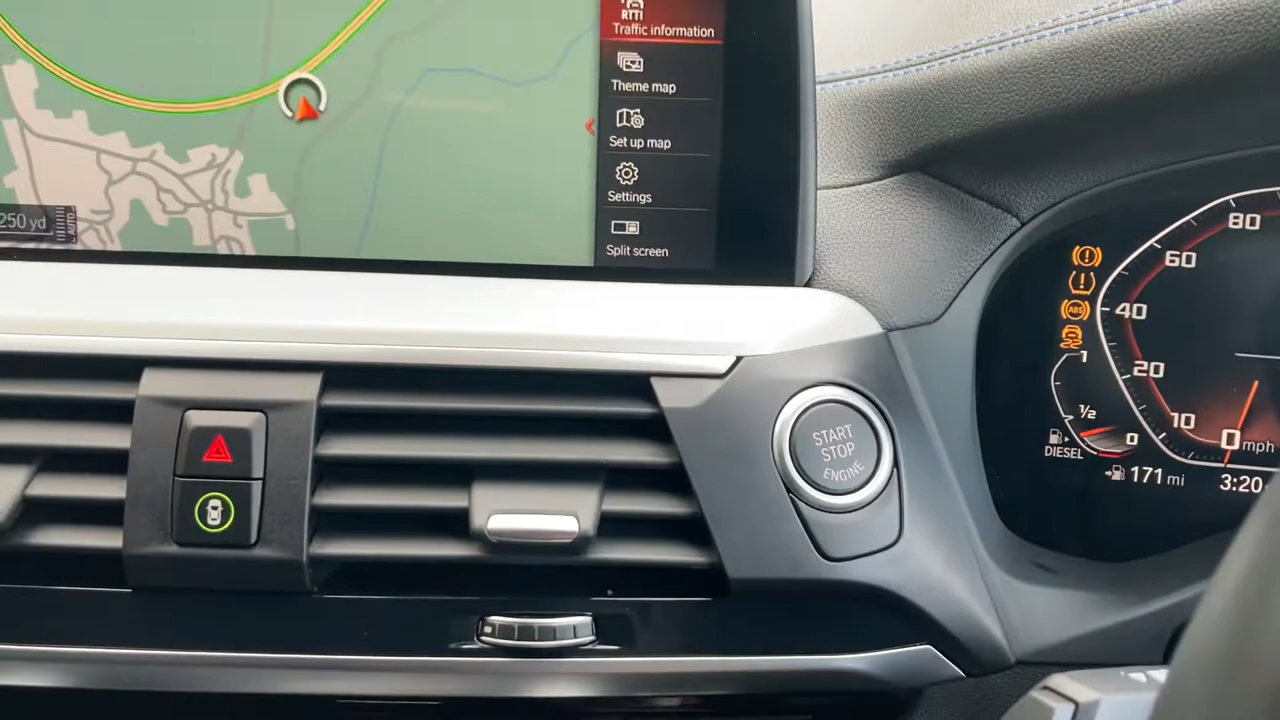 RTTI
Traffic information
Theme map
Set up map
Settings
Split screen
250 yd
AUTO
START
STOP
ENGINE
80
60
40
20
10
0 mph
ABS
1
1/2
0
DIESEL
171 mi
3:20